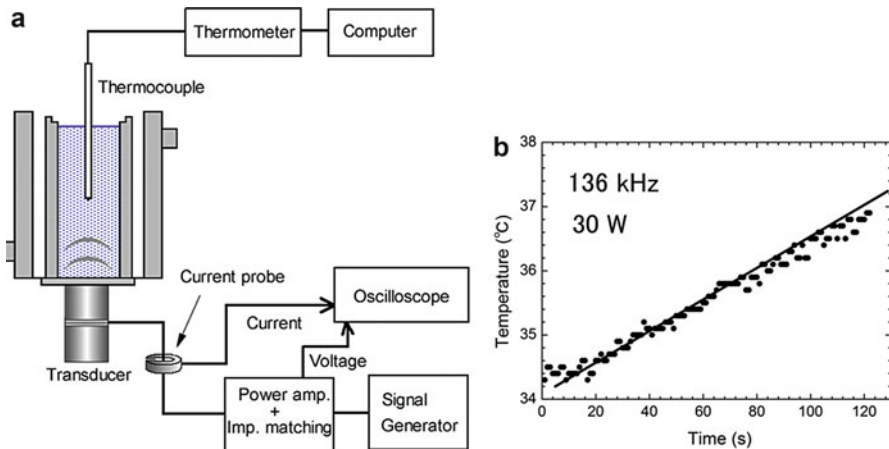 a
Thermometer
Computer
Thermocouple
Current probe
Oscilloscope
Current
Voltage
Transducer
Power amp.
+
Imp. matching
Signal
Generator
b
136 kHz
30 W
Temperature (°C)
38
37
36
35
34
0
20
40
60
80
100
120
Time (s)